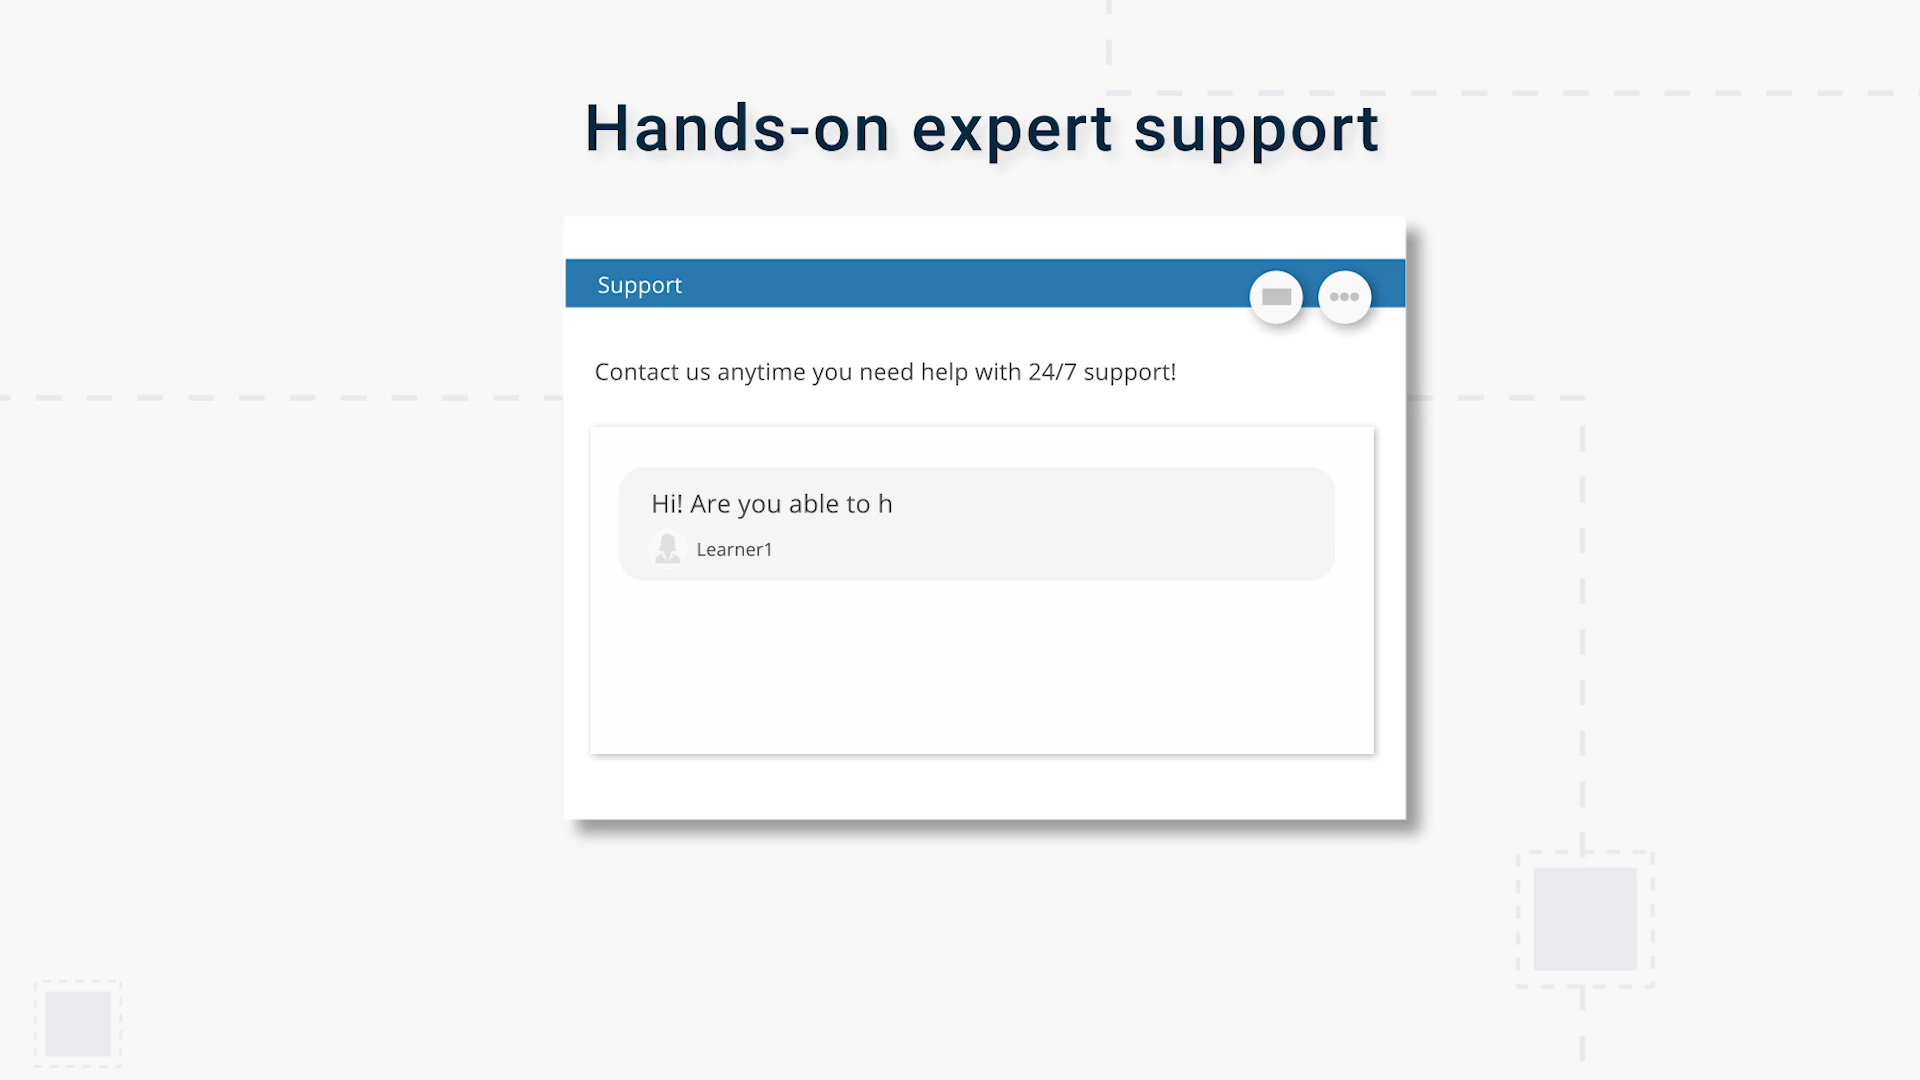 Hands-on expert support
Support
Contact us anytime you need help with 24/7 support!
Hi! Are you able to h
Learner1